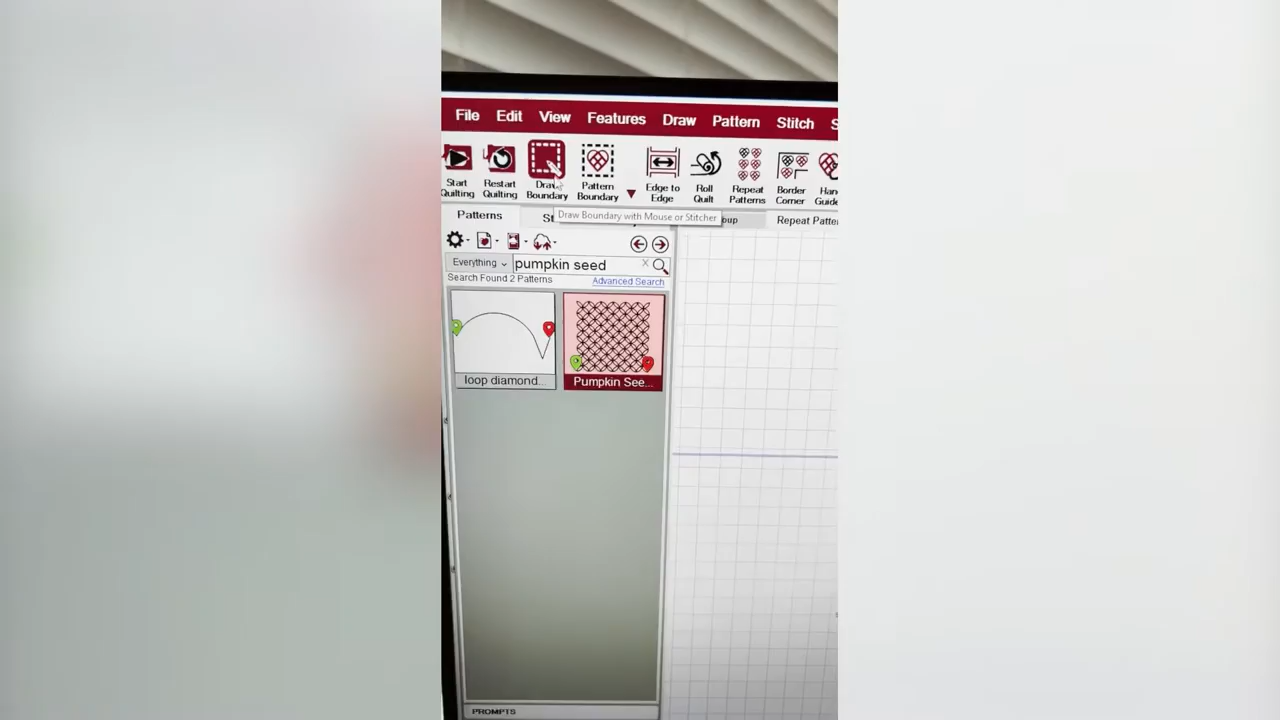 File Edit View Features Draw Pattern Stitch
Start Quilting
Restart Quilting
Draw Boundary
Pattern Boundary
Edge to Edge
Roll Quilt
Repeat Patterns
Border Corner
Draw Boundary with Mouse or Stitcher
Patterns
Repeat Patte
Everything pumpkin seed x
Search Found 2 Patterns Advanced Search
loop diamond... Pumpkin See...
PROMPTS